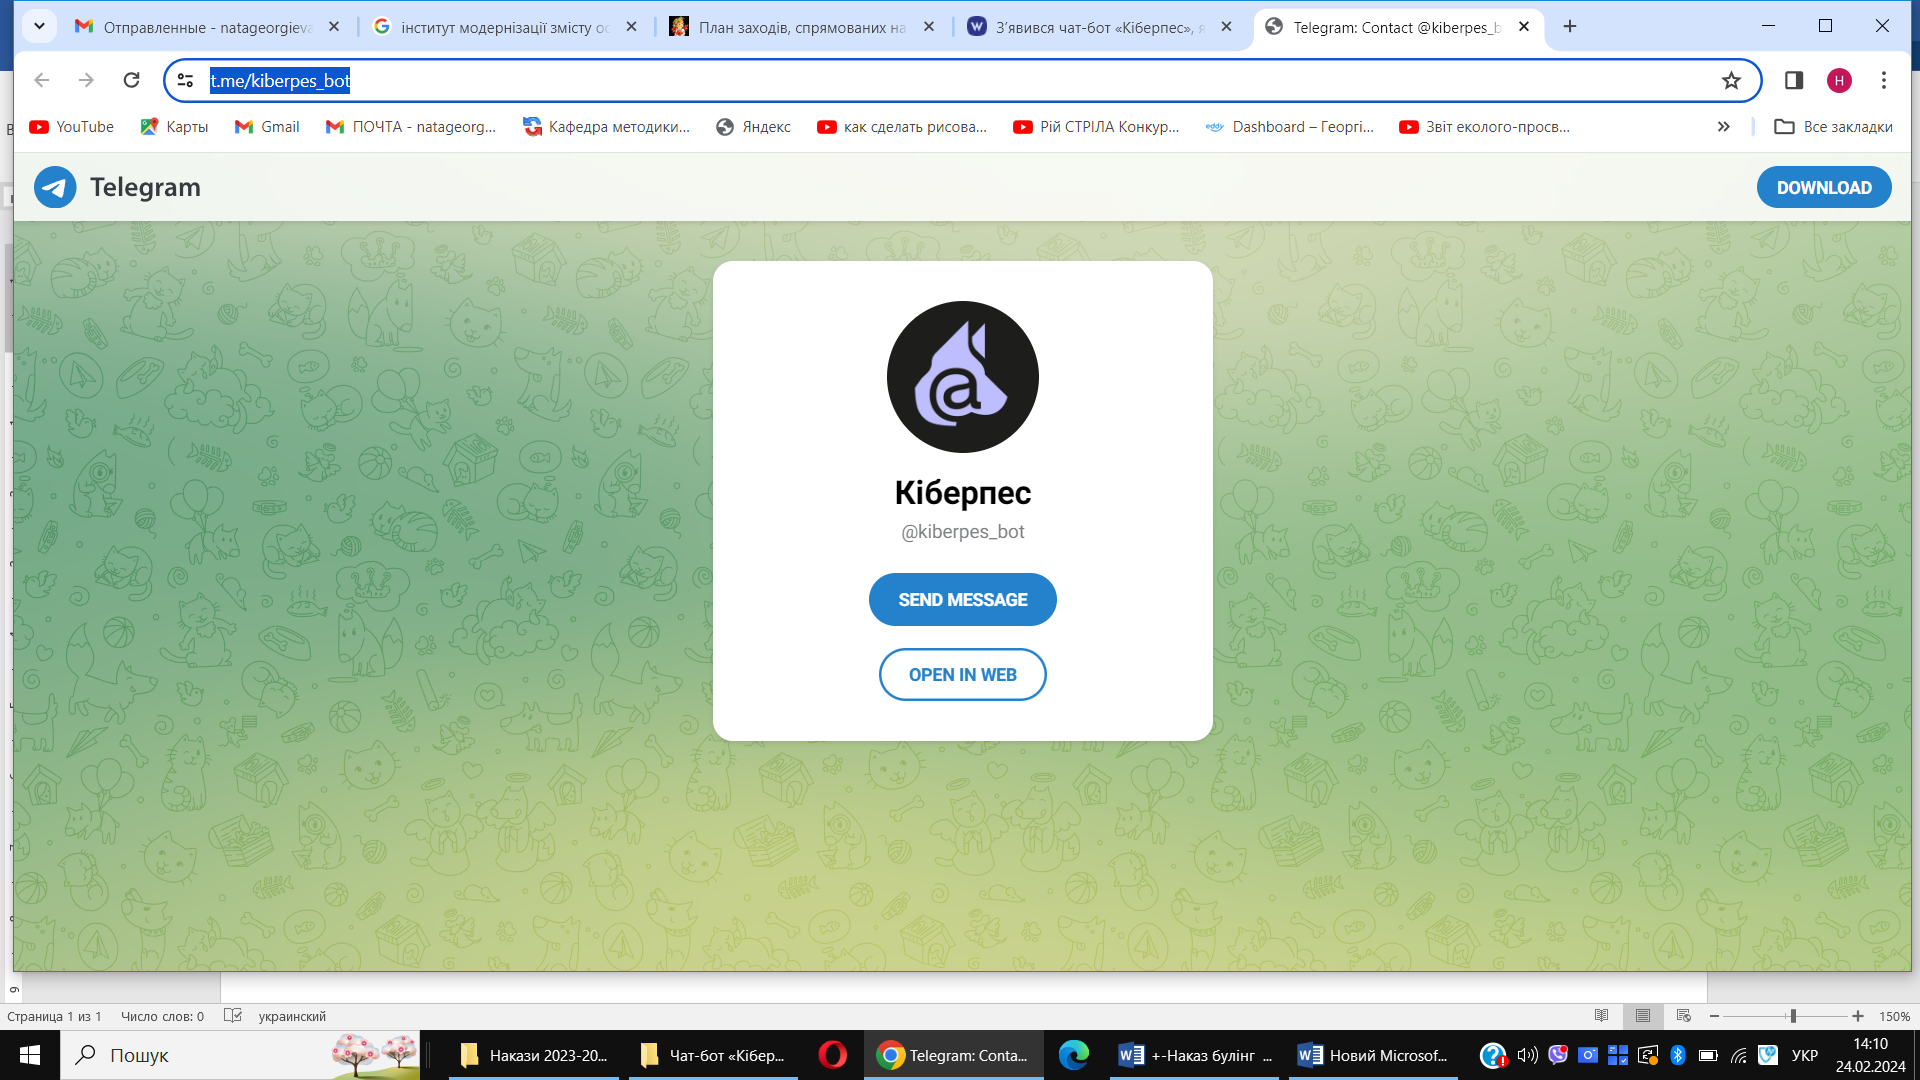 Отправленные - natageorgieva
інститут модернізації змісту ос
План заходів, спрямованих на
З'явився чат-бот «Кіберпес», я
Telegram: Contact @kiberpes_b
t.me/kiberpes_bot
H
YouTube
Карты
Gmail
ПОЧТА - natageorg...
Кафедра методики...
Яндекс
как сделать рисова...
Рій СТРІЛА Конкур...
eddy
Dashboard – Георгі...
Звіт еколого-просв...
Все закладки
Telegram
DOWNLOAD
Кіберпес
@kiberpes_bot
SEND MESSAGE
OPEN IN WEB
Страница 1 из 1
Число слов: 0
украинский
150%
Пошук
Накази 2023-20...
Чат-бот «Кібер...
Telegram: Conta...
+-Наказ булінг ...
Новий Microsof...
УКР
14:10
24.02.2024